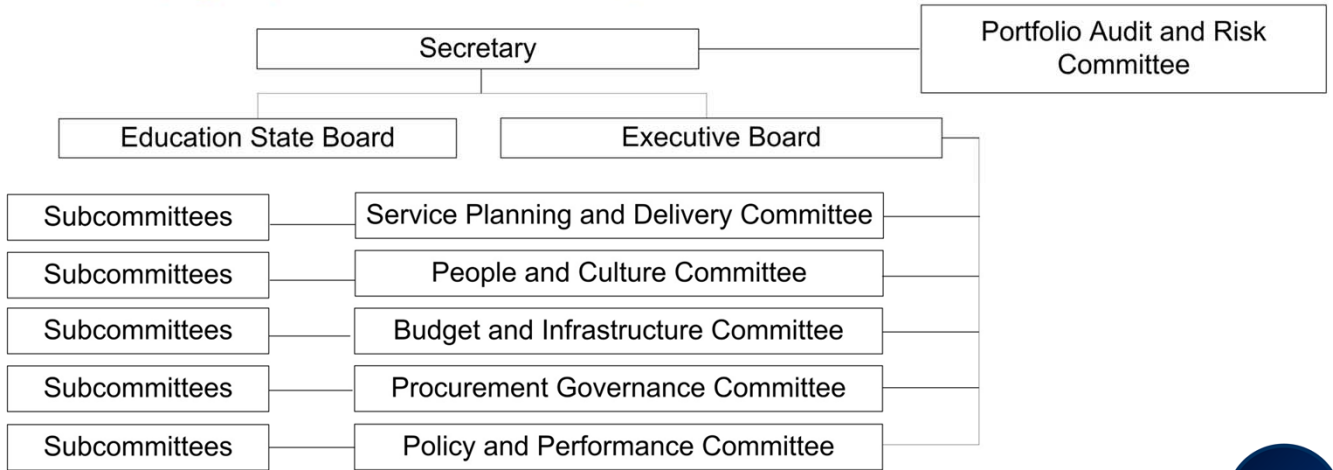 Secretary
Portfolio Audit and Risk
Committee
Education State Board
Executive Board
Subcommittees
Service Planning and Delivery Committee
Subcommittees
People and Culture Committee
Subcommittees
Budget and Infrastructure Committee
Subcommittees
Procurement Governance Committee
Subcommittees
Policy and Performance Committee